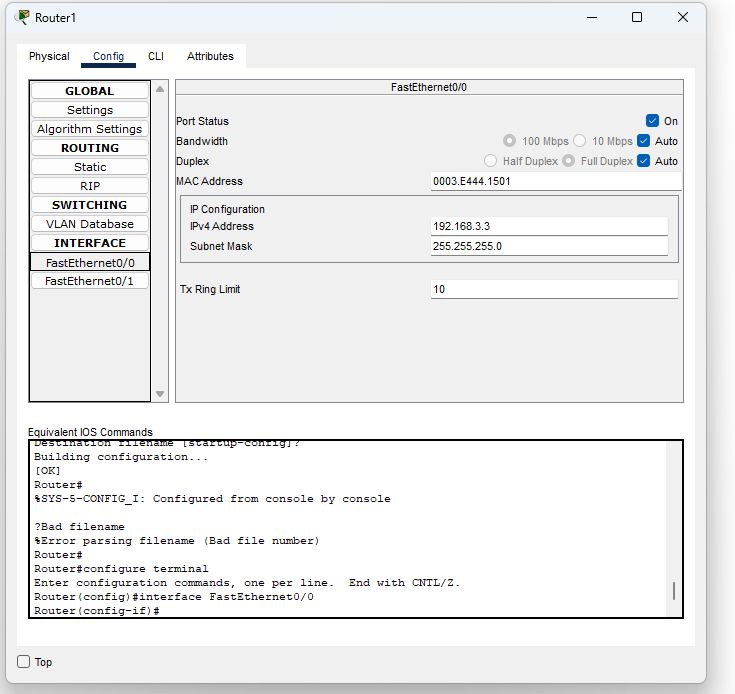 Router1
Physical Config CLI Attributes
GLOBAL
Settings
Algorithm Settings
ROUTING
Static
RIP
SWITCHING
VLAN Database
INTERFACE
FastEthernet0/0
FastEthernet0/1
FastEthernet0/0
Port Status On
Bandwidth 100 Mbps 10 Mbps Auto
Duplex Half Duplex Full Duplex Auto
MAC Address 0003.E444.1501
IP Configuration
IPv4 Address 192.168.3.3
Subnet Mask 255.255.255.0
Tx Ring Limit 10
Equivalent IOS Commands
Destination filename [startup-config]?
Building configuration...
[OK]
Router#
%SYS-5-CONFIG_I: Configured from console by console
?Bad filename
%Error parsing filename (Bad file number)
Router#
Router#configure terminal
Enter configuration commands, one per line. End with CNTL/Z.
Router(config)#interface FastEthernet0/0
Router(config-if)#
Top